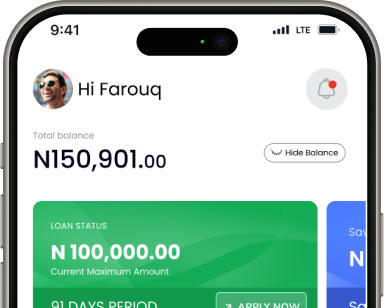 9:41 LTE
Hi Farouq
Total balance
N150,901.00
Hide Balance
LOAN STATUS
N 100,000.00
Current Maximum Amount
91 DAYS PERIOD
APPLY NOW
Sav
N
Sa